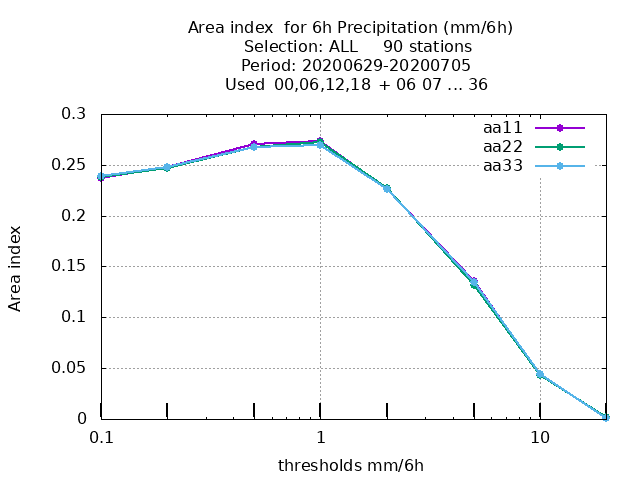 Area index  for 6h Precipitation (mm/6h)
Selection: ALL     90 stations
Period: 20200629-20200705
Used  00,06,12,18 + 06 07 ... 36
aa11
aa22
aa33
0.3
0.25
0.2
0.15
0.1
0.05
0
Area index
0.1 1 10
thresholds mm/6h